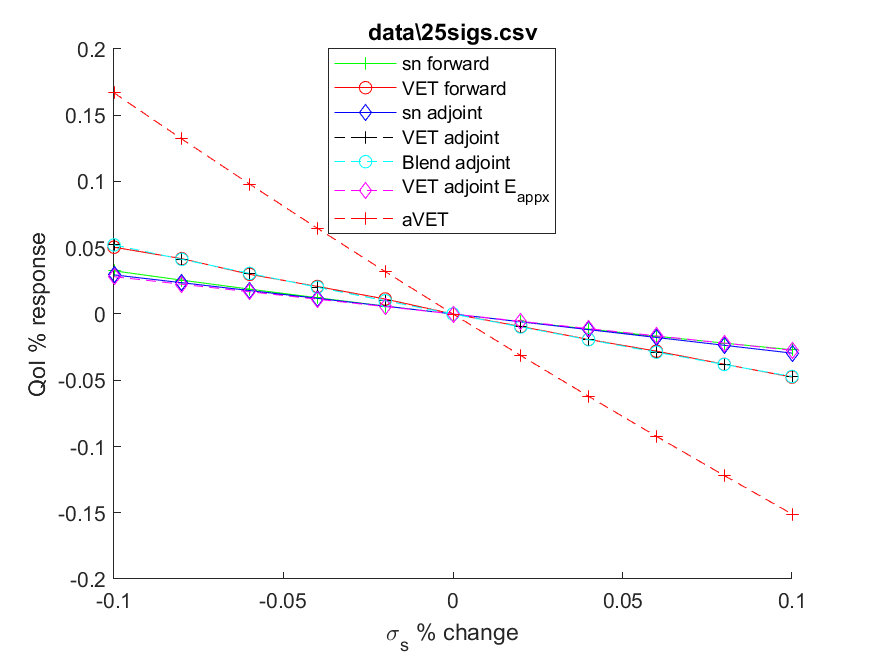 data\25sigs.csv
0.2
0.15
0.1
0.05
0
-0.05
-0.1
-0.15
-0.2
QoI % response
sn forward
VET forward
sn adjoint
VET adjoint
Blend adjoint
VET adjoint E_appx
aVET
-0.1 -0.05 0 0.05 0.1
σ_s % change